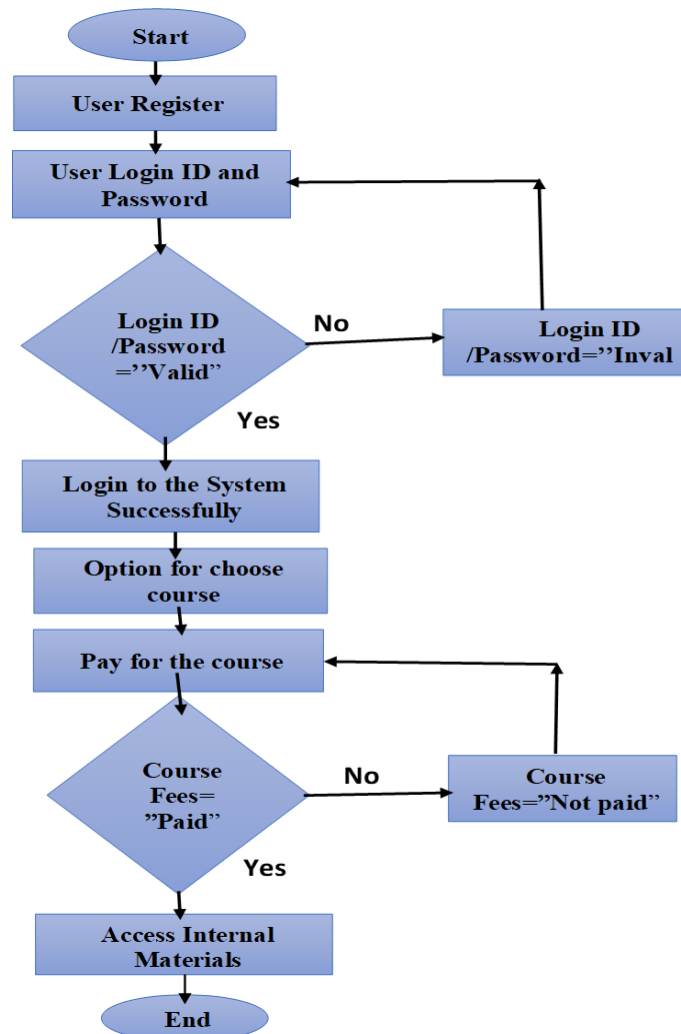 Start
User Register
User Login ID and
Password
Login ID
/Password
=’’Valid”
No
Login ID
/Password=”Inval
Yes
Login to the System
Successfully
Option for choose
course
Pay for the course
Course
Fees=
”Paid”
No
Course
Fees=”Not paid”
Yes
Access Internal
Materials
End